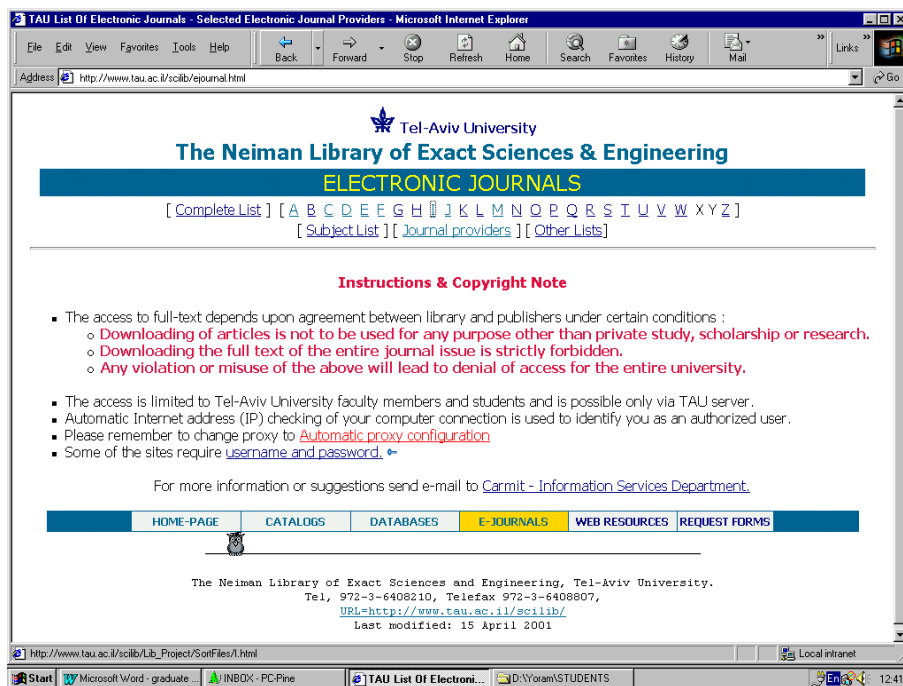 TAU List Of Electronic Journals - Selected Electronic Journal Providers - Microsoft Internet Explorer
File Edit View Favorites Tools Help
Back Forward Stop Refresh Home Search Favorites History Mail » Links »
Address http://www.tau.ac.il/scilib/ejournal.html Go
Tel-Aviv University
The Neiman Library of Exact Sciences & Engineering
ELECTRONIC JOURNALS
[ Complete List ] [ A B C D E F G H I J K L M N O P Q R S T U V W X Y Z ]
[ Subject List ] [ Journal providers ] [ Other Lists]
Instructions & Copyright Note
The access to full-text depends upon agreement between library and publishers under certain conditions :
Downloading of articles is not to be used for any purpose other than private study, scholarship or research.
Downloading the full text of the entire journal issue is strictly forbidden.
Any violation or misuse of the above will lead to denial of access for the entire university.
The access is limited to Tel-Aviv University faculty members and students and is possible only via TAU server.
Automatic Internet address (IP) checking of your computer connection is used to identify you as an authorized user.
Please remember to change proxy to Automatic proxy configuration
Some of the sites require username and password.
For more information or suggestions send e-mail to Carmit - Information Services Department.
HOME-PAGE CATALOGS DATABASES E-JOURNALS WEB RESOURCES REQUEST FORMS
The Neiman Library of Exact Sciences and Engineering, Tel-Aviv University.
Tel, 972-3-6408210, Telefax 972-3-6408807,
URL=http://www.tau.ac.il/scilib/
Last modified: 15 April 2001
http://www.tau.ac.il/scilib/Lib_Project/SortFiles/I.html Local intranet
Start Microsoft Word - graduate ... INBOX - PC-Pine TAU List Of Electroni... D:\Yoram\STUDENTS En 12:41